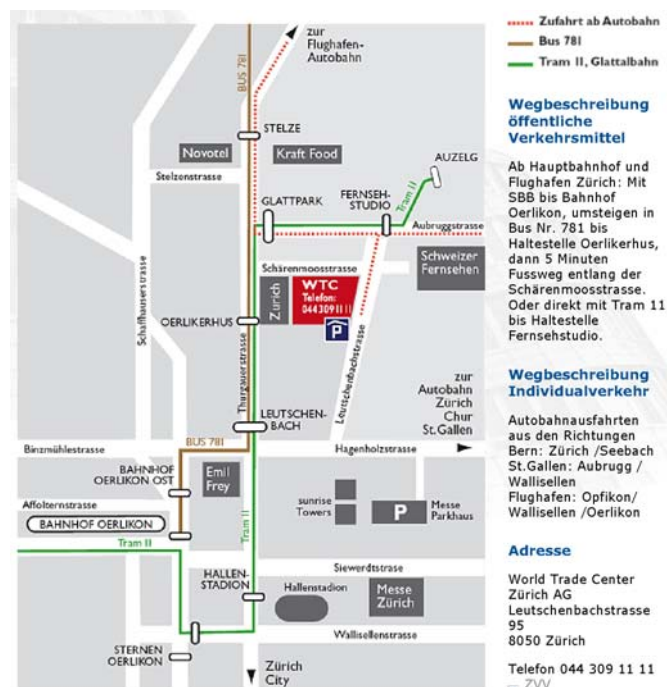 zur
Flughafen-
Autobahn
BUS 781
STELZE
Novotel
Kraft Food
Stelzenstrasse
AUZELG
Tram 11
FERNSEH-
STUDIO
GLATTPARK
Aubruggstrasse
Schweizer
Fernsehen
Schärenmoosstrasse
Zurich
WTC
Telefon:
044 309 11 11
P
OERLIKERHUS
Schaffhauserstrasse
Thurgauerstrasse
Leutschenbachstrasse
zur
Autobahn
Zürich
Chur
St.Gallen
LEUTSCHEN-
BACH
BUS 781
Binzmühlestrasse
Hagenholzstrasse
BAHNHOF
OERLIKON OST
Emil
Frey
Affolternstrasse
BAHNHOF OERLIKON
Tram 11
Tram 11
sunrise
Towers
P
Messe
Parkhaus
Siewerdtstrasse
HALLEN-
STADION
Hallenstadion
Messe
Zürich
Wallisellenstrasse
STERNEN
OERLIKON
Zürich
City
Zufahrt ab Autobahn
Bus 781
Tram 11, Glattalbahn
Wegbeschreibung
öffentliche
Verkehrsmittel
Ab Hauptbahnhof und
Flughafen Zürich: Mit
SBB bis Bahnhof
Oerlikon, umsteigen in
Bus Nr. 781 bis
Haltestelle Oerlikerhus,
dann 5 Minuten
Fussweg entlang der
Schärenmoosstrasse.
Oder direkt mit Tram 11
bis Haltestelle
Fernsehstudio.
Wegbeschreibung
Individualverkehr
Autobahnausfahrten
aus den Richtungen
Bern: Zürich /Seebach
St.Gallen: Aubrugg /
Wallisellen
Flughafen: Opfikon/
Wallisellen /Oerlikon
Adresse
World Trade Center
Zürich AG
Leutschenbachstrasse
95
8050 Zürich
Telefon 044 309 11 11
— ZVV